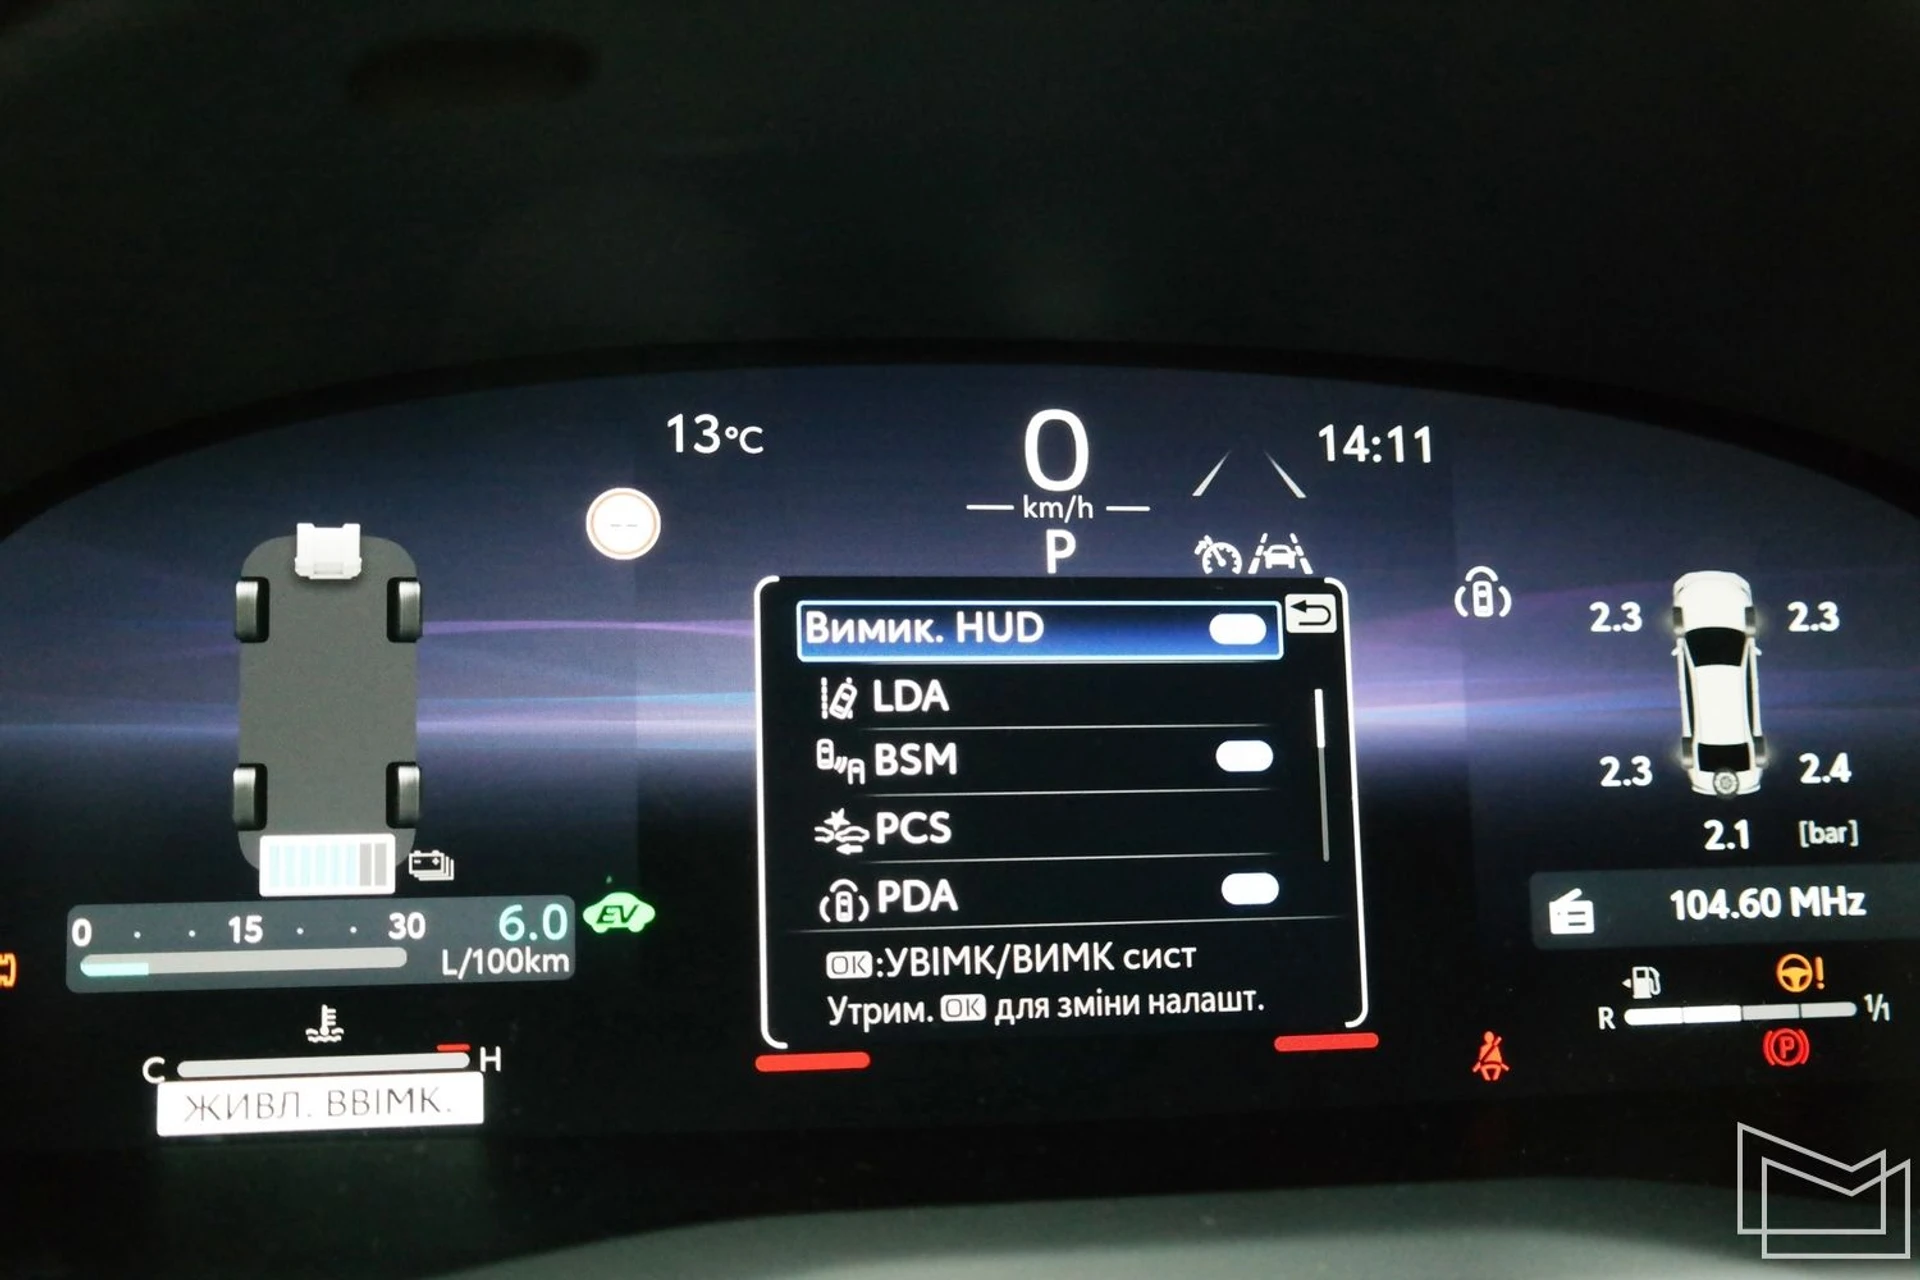 13°C
0
km/h
P
14:11
Вимик. HUD
LDA
BSM
PCS
PDA
OK:УВІМК/ВИМК сист
Утрим. OK для зміни налашт.
0 15 30 6.0
L/100km
EV
C H
ЖИВЛ. ВВІМК.
2.3 2.3
2.3 2.4
2.1 [bar]
104.60 MHz
R 1/1
P